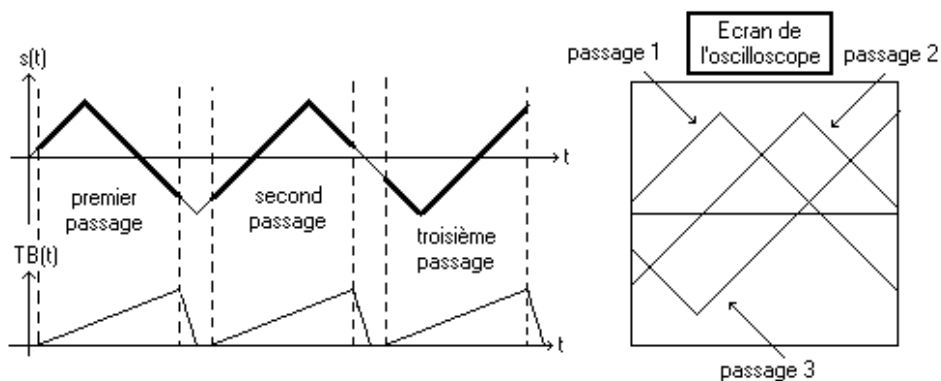 s(t)
t
premier
passage
second
passage
troisième
passage
TB(t)
t
Ecran de
l'oscilloscope
passage 1
passage 2
passage 3